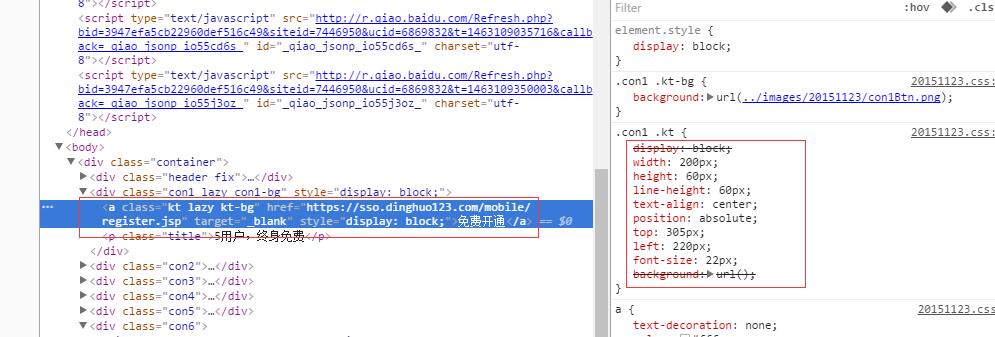 8"></script>
<script type="text/javascript" src="http://r.qiao.baidu.com/Refresh.php?
bid=3947efa5cb22960def516c49&siteid=7446950&ucid=6869832&t=1463109035716&callb
ack=_qiao_jsonp_io55cd6s_" id="_qiao_jsonp_io55cd6s_" charset="utf-
8"></script>
<script type="text/javascript" src="http://r.qiao.baidu.com/Refresh.php?
bid=3947efa5cb22960def516c49&siteid=7446950&ucid=6869832&t=1463109350003&callb
ack=_qiao_jsonp_io55j3oz_" id="_qiao_jsonp_io55j3oz_" charset="utf-
8"></script>
</head>
<body>
<div class="container">
<div class="header fix">…</div>
<div class="con1 lazy con1-bg" style="display: block;">
<a class="kt lazy kt-bg" href="https://sso.dinghuo123.com/mobile/
register.jsp" target="_blank" style="display: block;">免费开通</a> == $0
<p class="title">5用户，终身免费</p>
</div>
<div class="con2">…</div>
<div class="con3">…</div>
<div class="con4">…</div>
<div class="con5">…</div>
<div class="con6">
Filter :hov .cls
element.style {
display: block;
}
.con1 .kt-bg { 20151123.css:
background: url(../images/20151123/con1Btn.png);
}
.con1 .kt { 20151123.css:
display: block;
width: 200px;
height: 60px;
line-height: 60px;
text-align: center;
position: absolute;
top: 305px;
left: 220px;
font-size: 22px;
background: url();
}
a { 20151123.css
text-decoration: none;